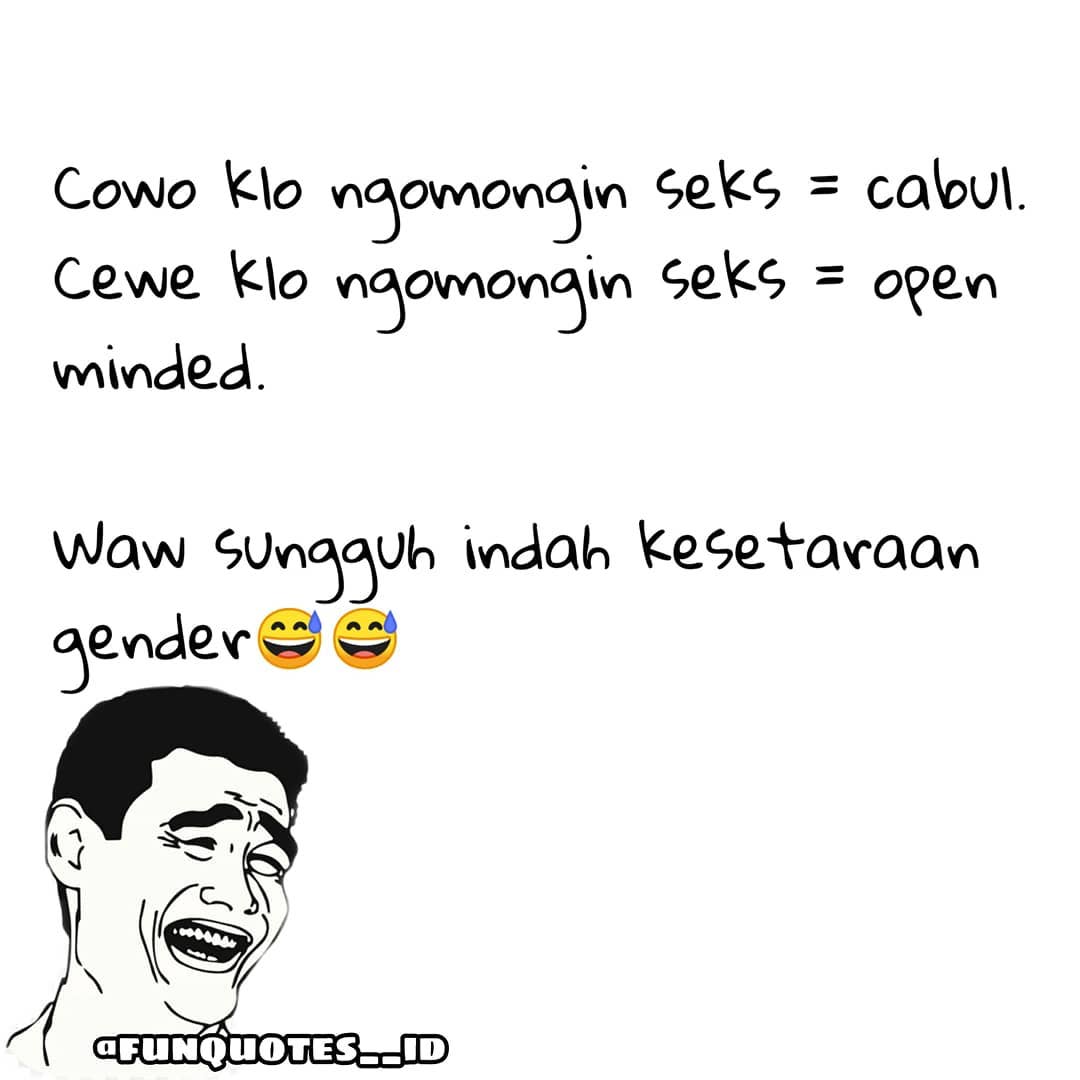 Cowo klo ngomongin seks = cabul.
Cewe klo ngomongin seks = open
minded.
Waw sungguh indah kesetaraan
gender😅😅
@FUNQUOTES__ID